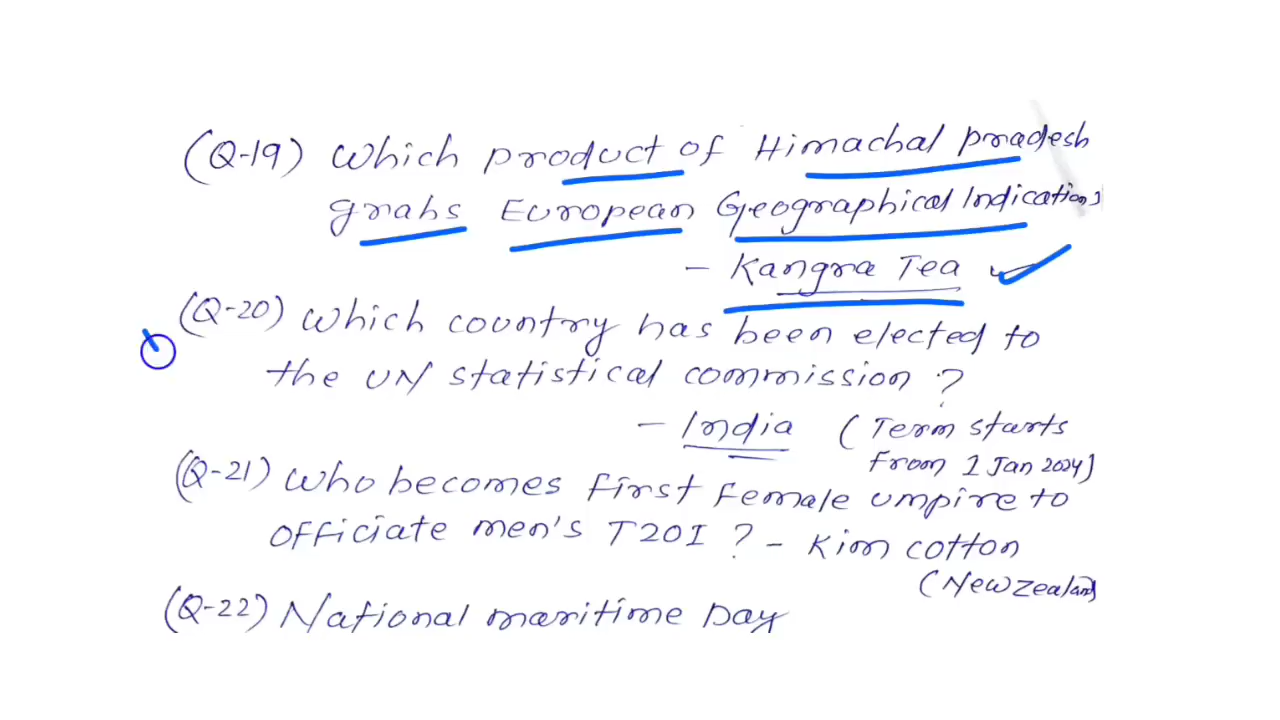 (Q-19) Which product of Himachal Pradesh
grabs European Geographical Indications
- Kangra Tea
(Q-20) Which country has been elected to
the UN statistical commission ?
- India (Term starts
from 1 Jan 2024)
(Q-21) Who becomes first female umpire to
officiate men's T20I ? - Kim cotton
(New Zealand)
(Q-22) National maritime Day